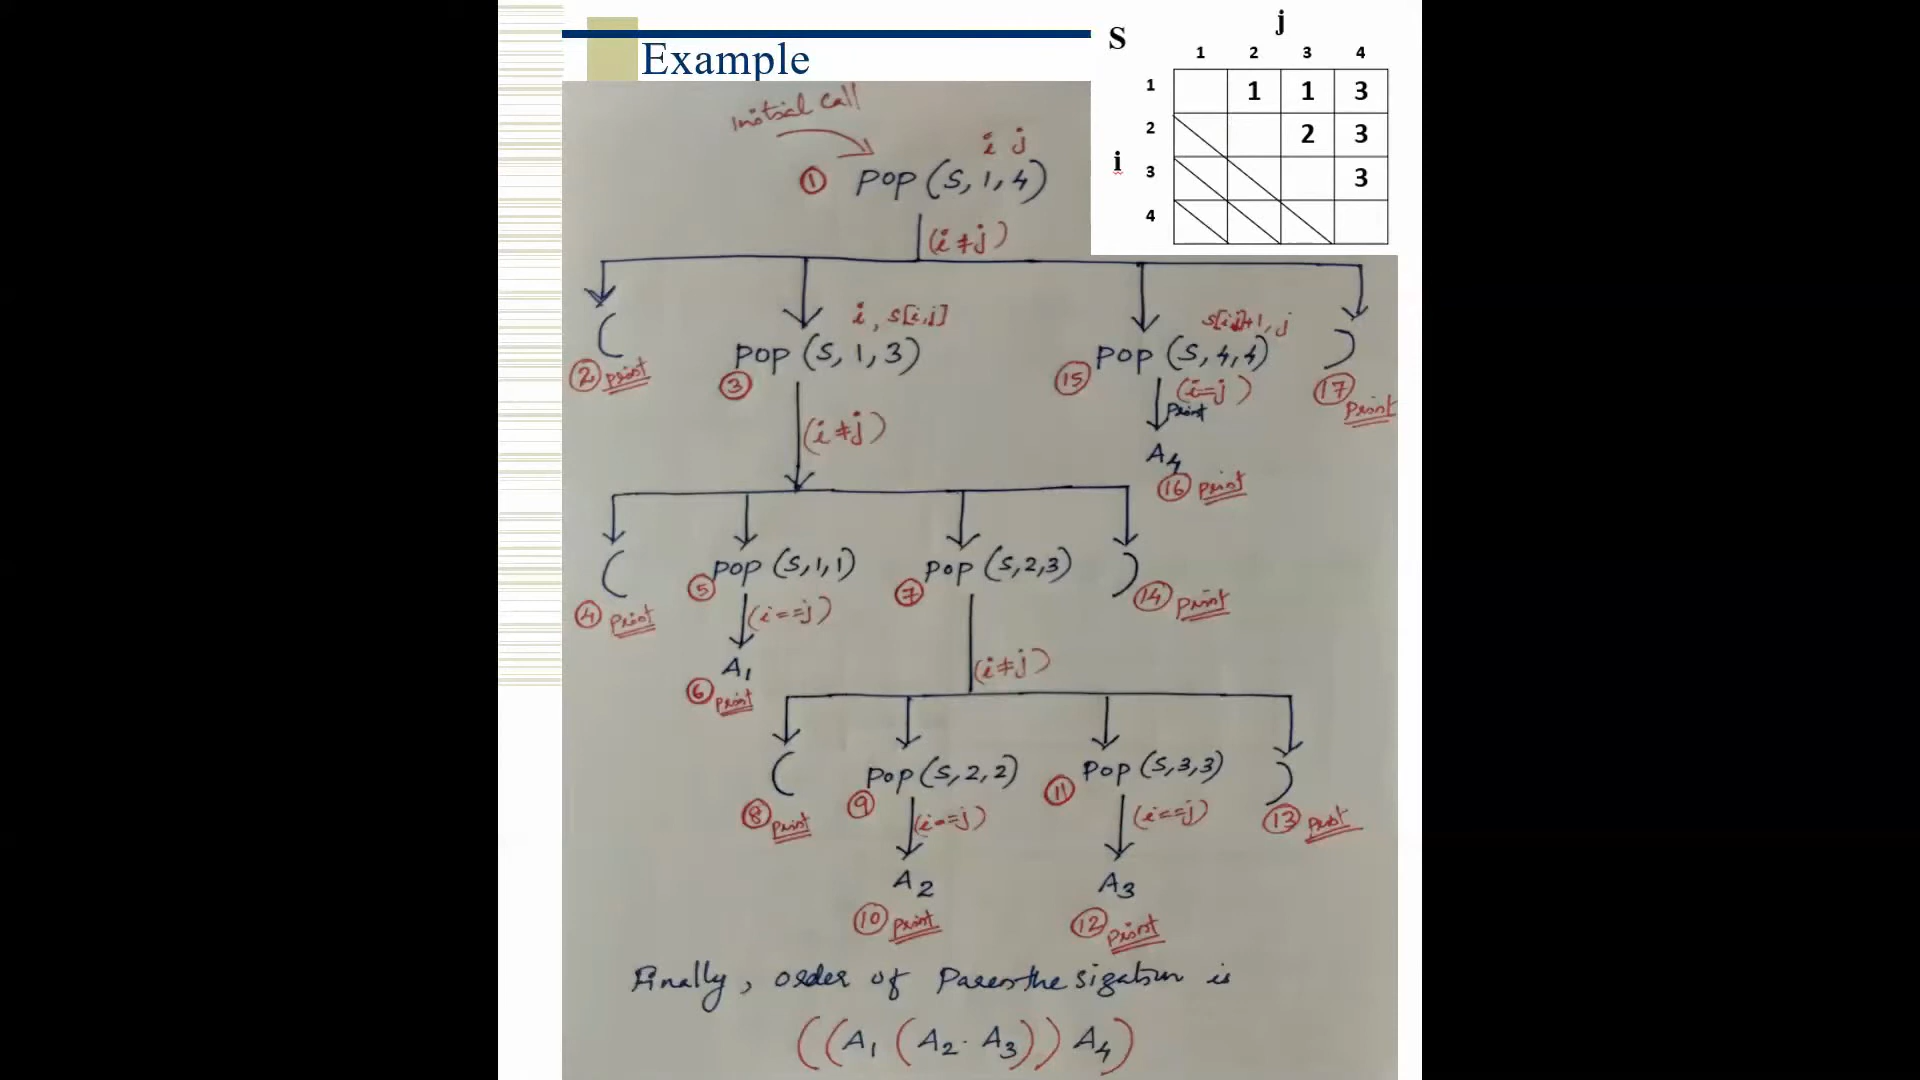 Example
S
j
1 2 3 4
1 1 1 3
2 2 3
i
3 3
4
initial call
i j
① POP (S, 1, 4)
(i ≠ j)
i, s[i,j]
s[i,j]+1, j
( POP (S, 1, 3) POP (S, 4, 4) )
② print ③ ⑮ (i=j) ⑰ print
print
(i ≠ j)
A4
⑯ print
( POP (S, 1, 1) POP (S, 2, 3) )
④ print ⑤ (i==j) ⑦ ⑭ print
A1
⑥ print
(i ≠ j)
( POP (S, 2, 2) POP (S, 3, 3) )
⑧ print ⑨ (i==j) ⑪ (i==j) ⑬ print
A2 A3
⑩ print ⑫ print
Finally, order of Parenthesigation is
((A1 (A2 . A3)) A4)